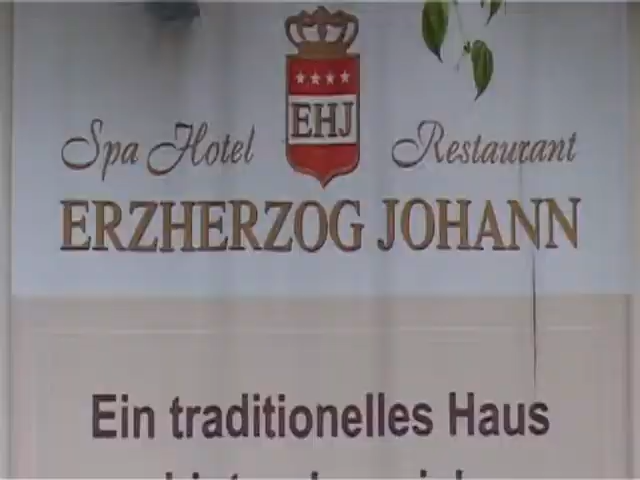 EHJ
Spa Hotel Restaurant
ERZHERZOG JOHANN
Ein traditionelles Haus